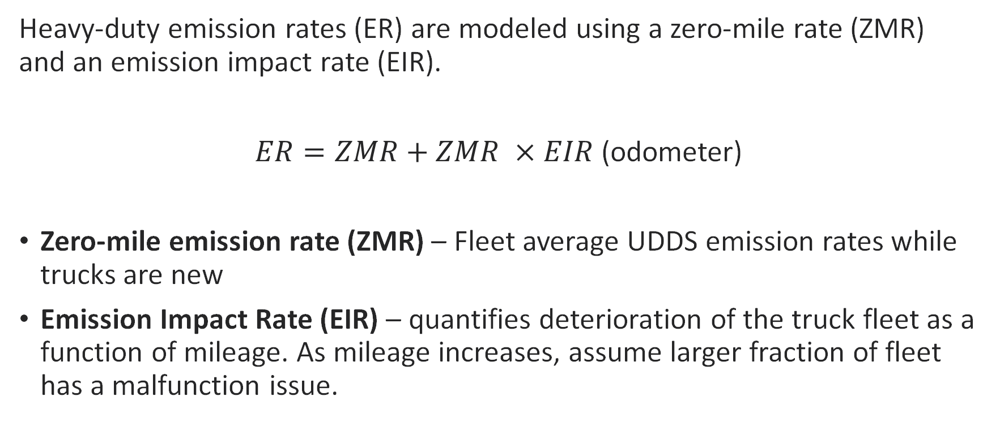 Heavy-duty emission rates (ER) are modeled using a zero-mile rate (ZMR)
and an emission impact rate (EIR).
ER = ZMR + ZMR × EIR (odometer)
• Zero-mile emission rate (ZMR) – Fleet average UDDS emission rates while
trucks are new
• Emission Impact Rate (EIR) – quantifies deterioration of the truck fleet as a
function of mileage. As mileage increases, assume larger fraction of fleet
has a malfunction issue.